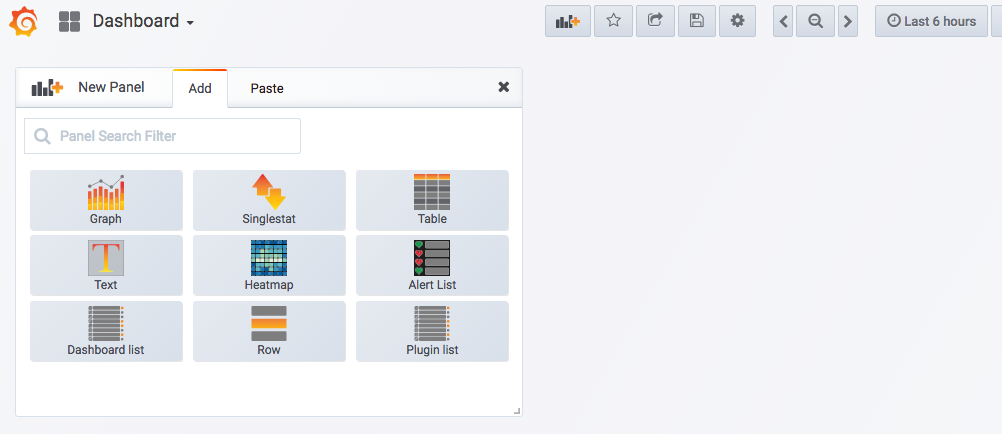 Dashboard
Last 6 hours
New Panel Add Paste
Panel Search Filter
Graph Singlestat Table
T
Text Heatmap Alert List
Dashboard list Row Plugin list